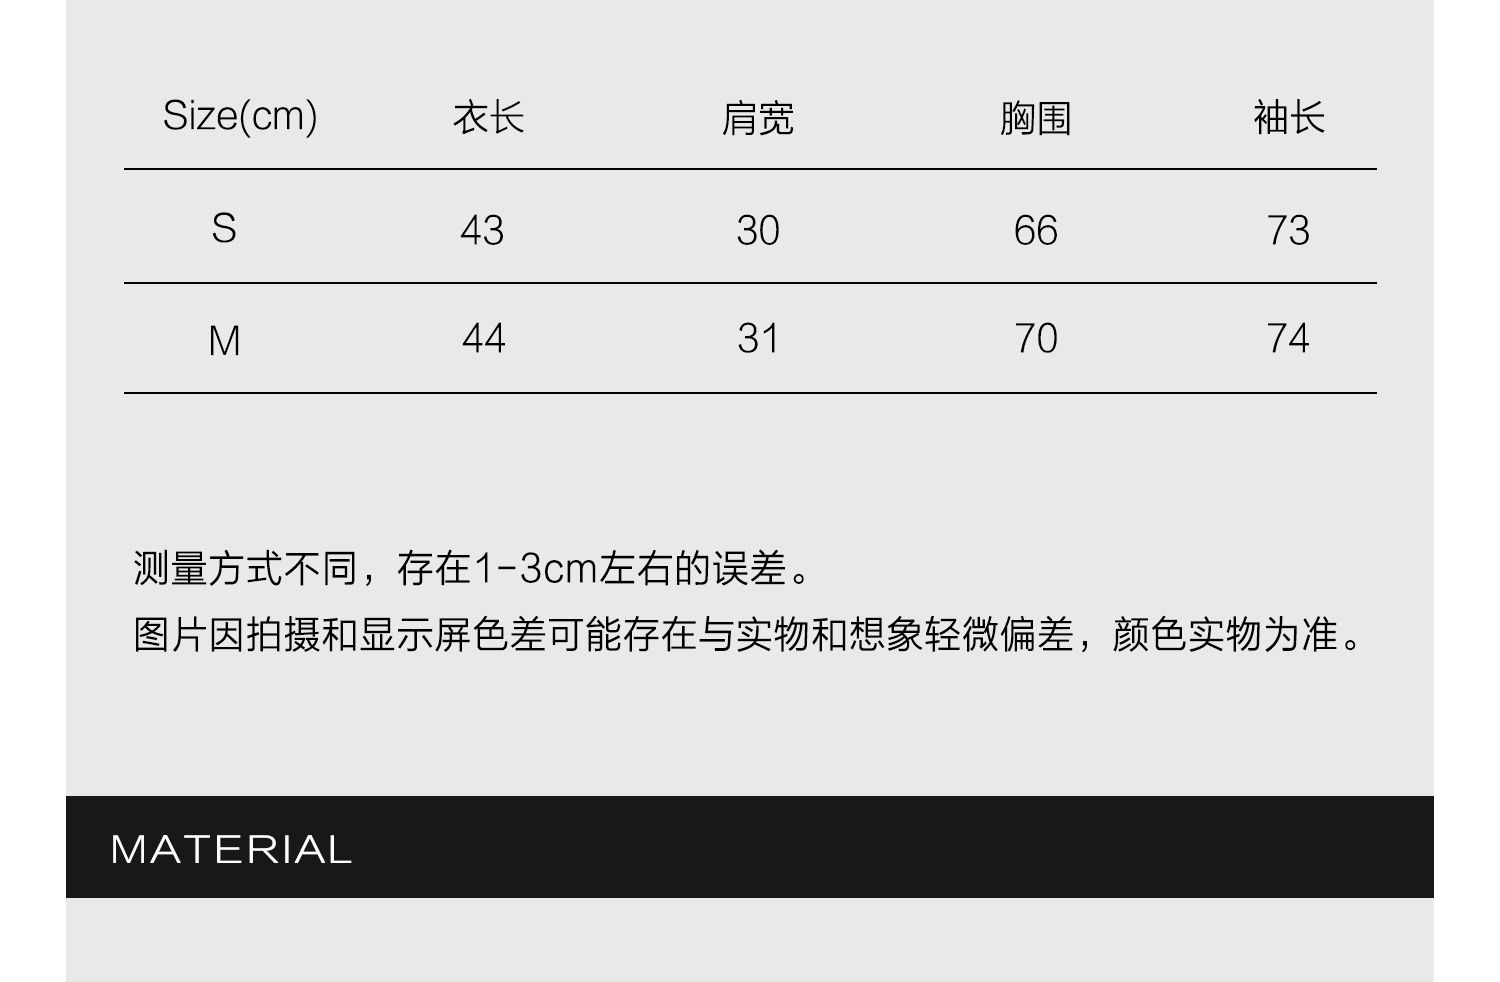 Size(cm) 衣长 肩宽 胸围 袖长
S 43 30 66 73
M 44 31 70 74
测量方式不同，存在1-3cm左右的误差。
图片因拍摄和显示屏色差可能存在与实物和想象轻微偏差，颜色实物为准。
MATERIAL